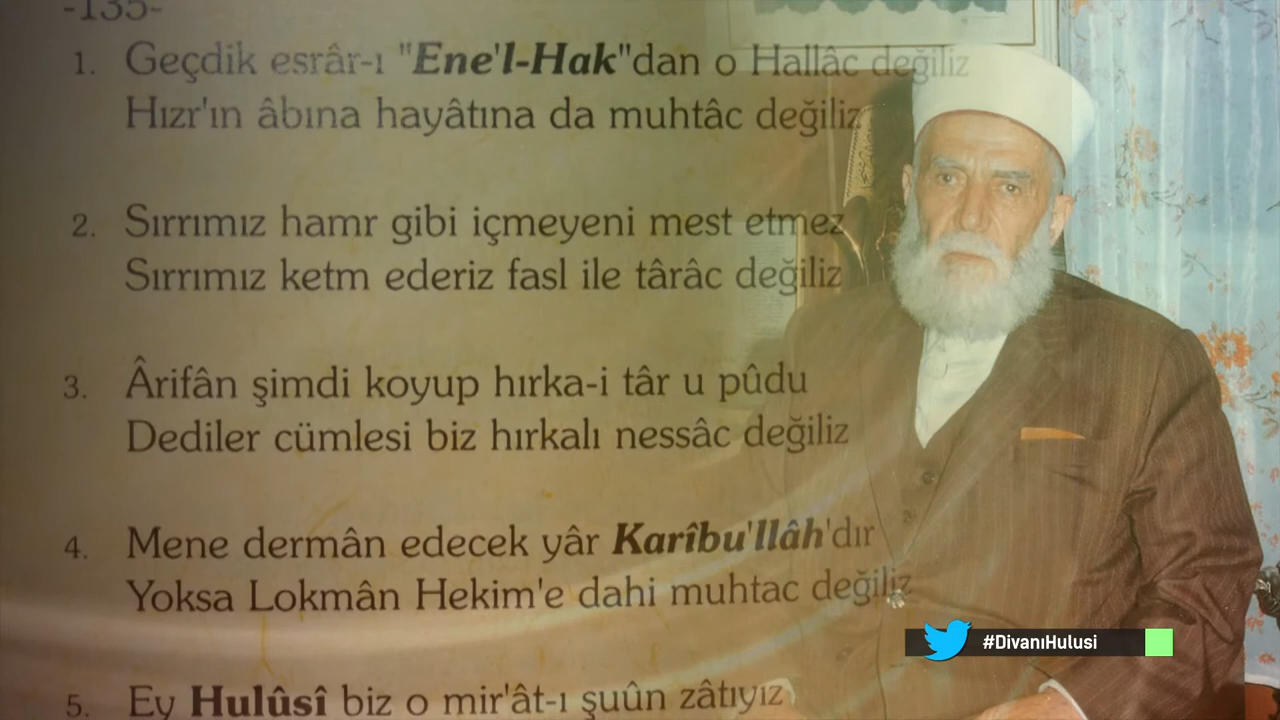 -135-
1. Geçdik esrâr-ı "Ene'l-Hak"dan o Hallâc değiliz
Hızr'ın âbına hayâtına da muhtâc değiliz
2. Sırrımız hamr gibi içmeyeni mest etmez
Sırrımız ketm ederiz fasl ile târâc değiliz
3. Ârifân şimdi koyup hırka-i târ u pûdu
Dediler cümlesi biz hırkalı nessâc değiliz
4. Mene dermân edecek yâr Karîbu'llâh'dır
Yoksa Lokmân Hekim'e dahi muhtac değiliz
5. Ey Hulûsî biz o mir'ât-ı şuûn zâtıyız
#DivanıHulusi